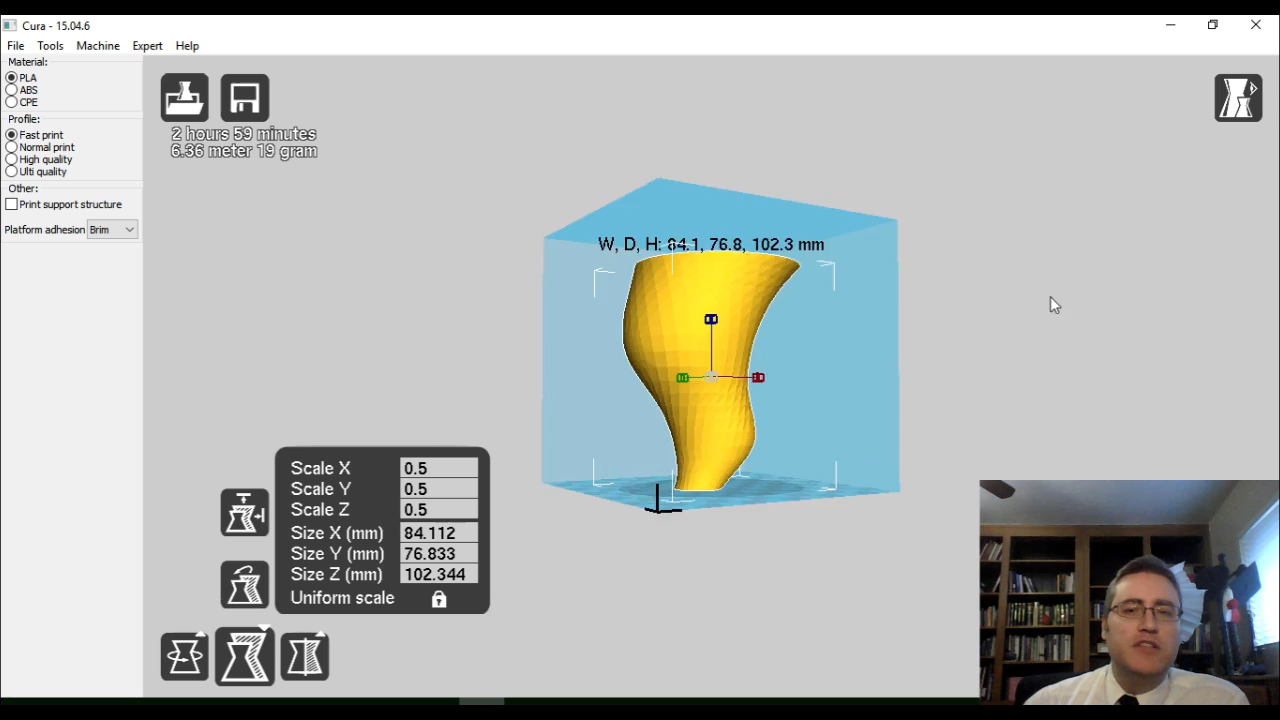 Cura - 15.04.6
File Tools Machine Expert Help
Material:
PLA
ABS
CPE
Profile:
Fast print
Normal print
High quality
Ulti quality
Other:
Print support structure
Platform adhesion Brim
2 hours 59 minutes
6.36 meter 19 gram
W, D, H: 84.1, 76.8, 102.3 mm
Scale X 0.5
Scale Y 0.5
Scale Z 0.5
Size X (mm) 84.112
Size Y (mm) 76.833
Size Z (mm) 102.344
Uniform scale